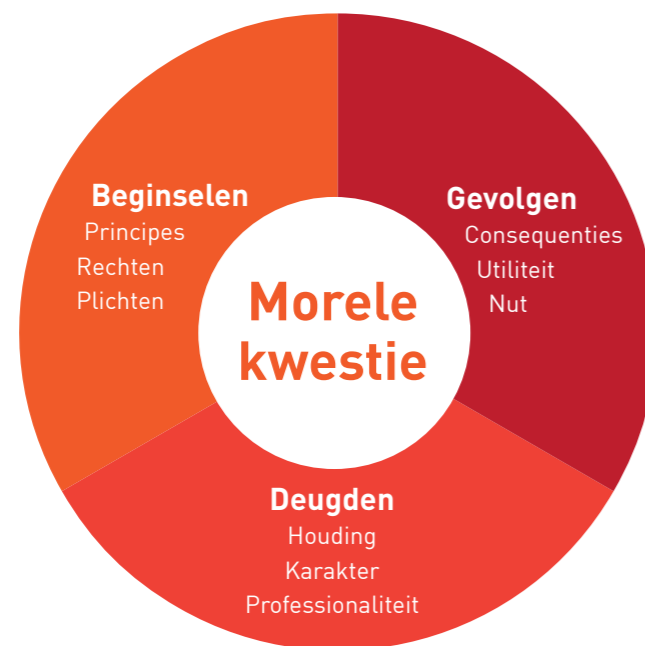 Beginselen
Principes
Rechten
Plichten
Gevolgen
Consequenties
Utiliteit
Nut
Morele
kwestie
Deugden
Houding
Karakter
Professionaliteit